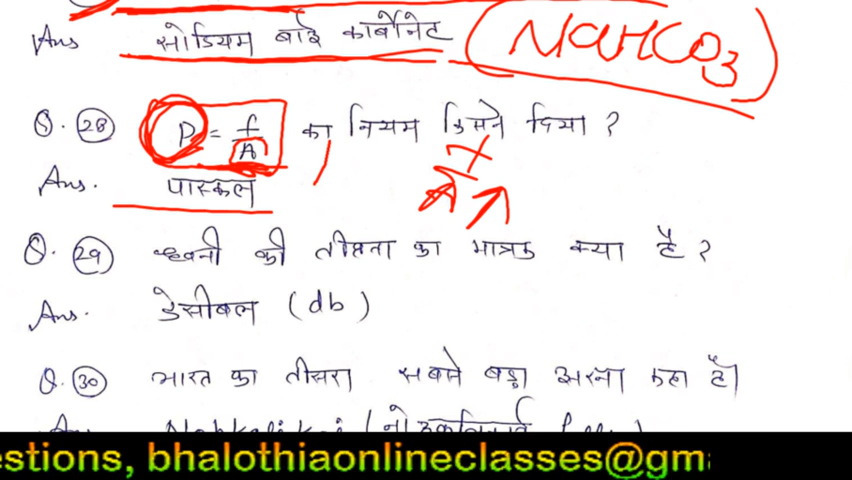 Ans सोडियम बाई कार्बोनेट (NaHCO3)
Q. 28 P = f/A का नियम किसने दिया ?
Ans. पास्कल
Q. 29 ध्वनी की तीव्रता का मात्रक क्या है ?
Ans. डेसीबल (db)
Q. 30 भारत का तीसरा सबसे बड़ा झरना कहा है।
Ans
estions, bhalothiaonlineclasses@gm